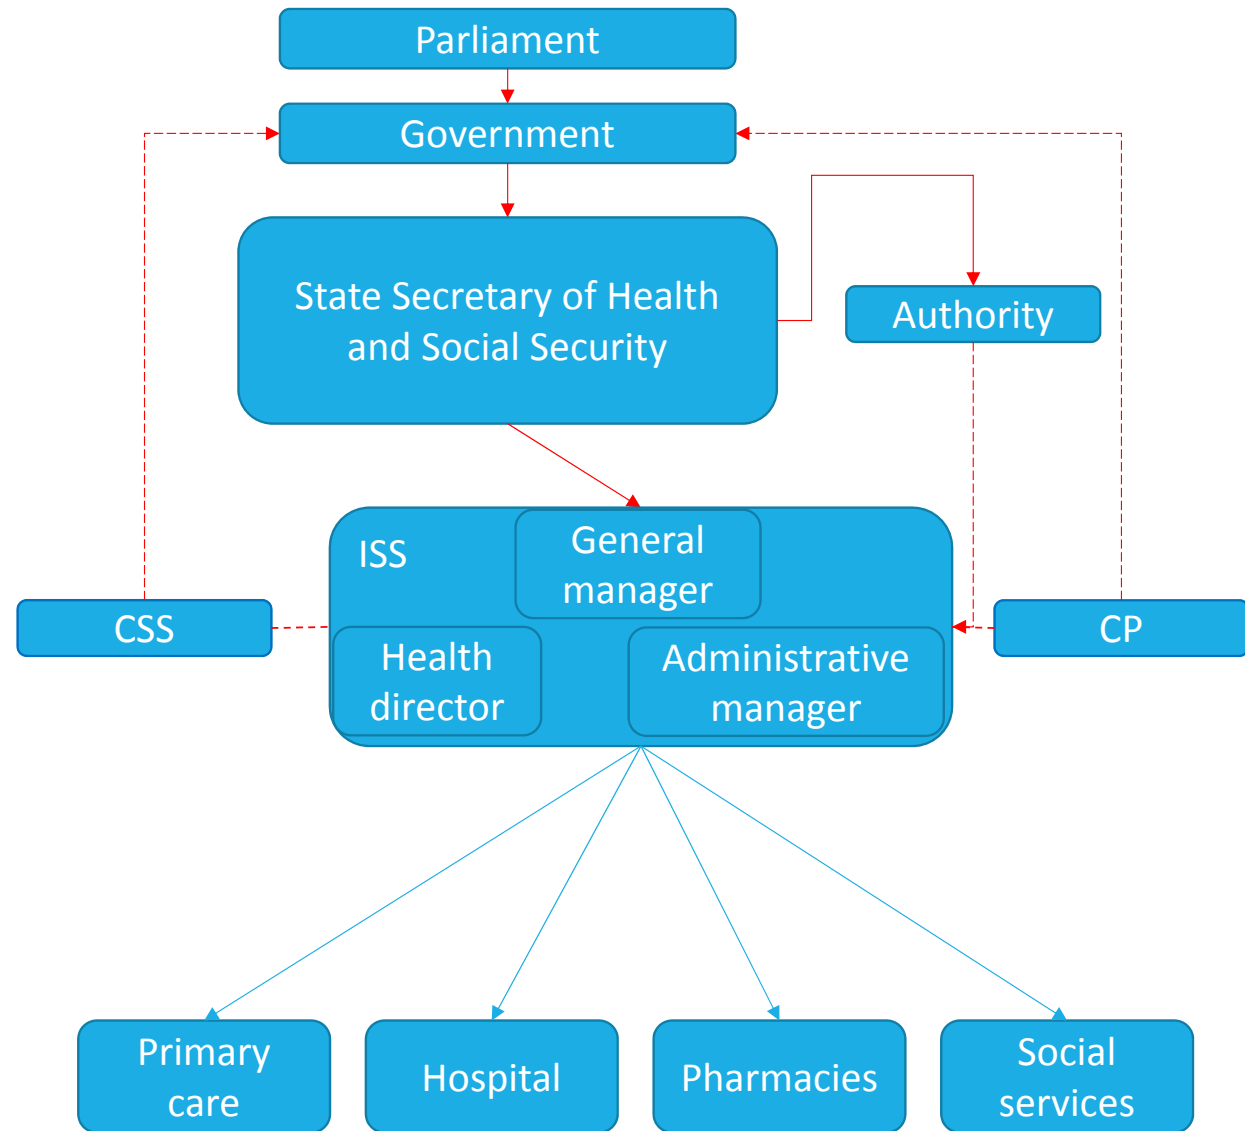 Parliament
Government
State Secretary of Health
and Social Security
Authority
ISS
General
manager
CSS
CP
Health
director
Administrative
manager
Primary
care
Hospital
Pharmacies
Social
services